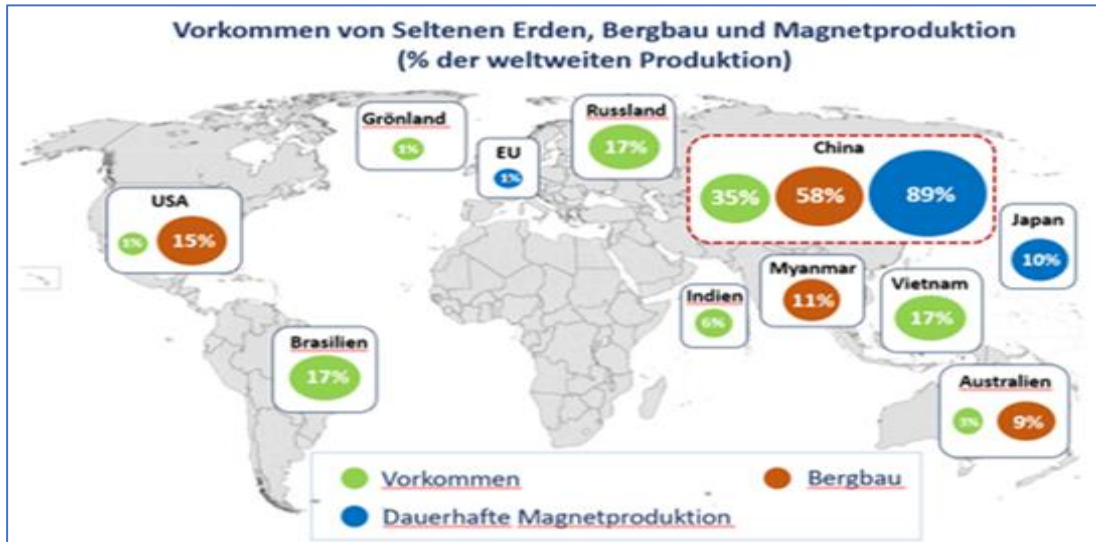 Vorkommen von Seltenen Erden, Bergbau und Magnetproduktion
(% der weltweiten Produktion)
Grönland
1%
EU
1%
Russland
17%
China
35% 58% 89%
USA
1% 15%
Japan
10%
Myanmar
11%
Vietnam
17%
Indien
6%
Brasilien
17%
Australien
3% 9%
Vorkommen
Bergbau
Dauerhafte Magnetproduktion